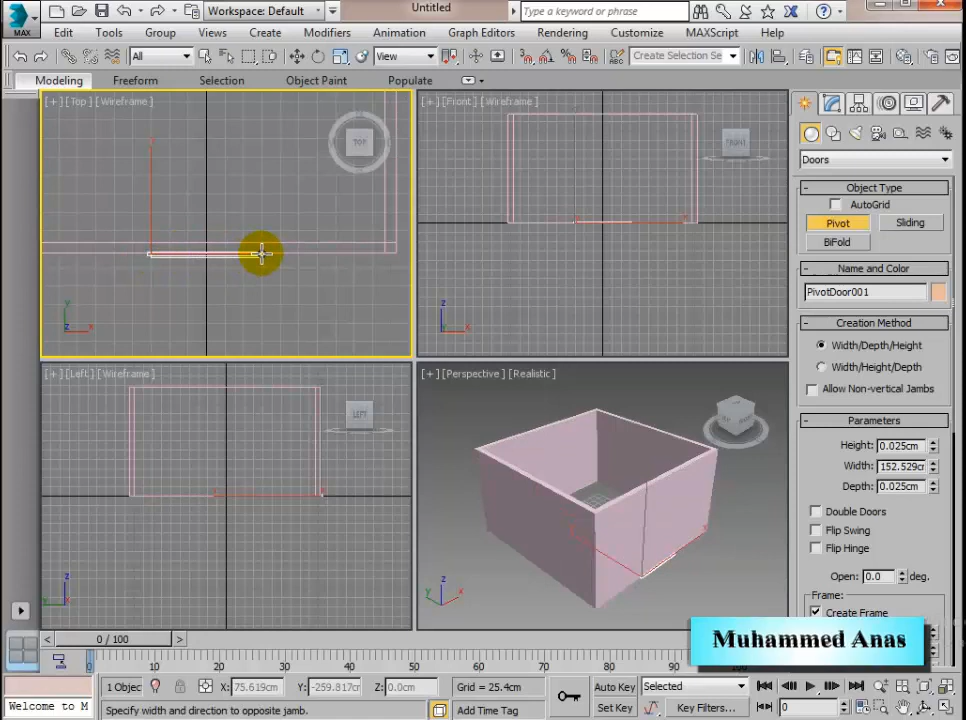 Workspace: Default
Untitled
Type a keyword or phrase
MAX
Edit Tools Group Views Create Modifiers Animation Graph Editors Rendering Customize MAXScript Help
All
View
Create Selection Se
Modeling Freeform Selection Object Paint Populate
[+][Top][Wireframe]
TOP
[+][Front][Wireframe]
FRONT
Doors
Object Type
AutoGrid
Pivot Sliding
BiFold
Name and Color
PivotDoor001
Creation Method
Width/Depth/Height
Width/Height/Depth
Allow Non-vertical Jambs
[+][Left][Wireframe]
LEFT
[+][Perspective][Realistic]
Parameters
Height: 0.025cm
Width: 152.529cm
Depth: 0.025cm
Double Doors
Flip Swing
Flip Hinge
Open: 0.0 deg.
Frame:
Create Frame
Muhammed Anas
0 / 100
0 10 20 30 40 50 60 70 80 90
1 Object X: 75.619cm Y: -259.817cm Z: 0.0cm Grid = 25.4cm Auto Key Selected
Welcome to M Specify width and direction to opposite jamb. Add Time Tag Set Key Key Filters... 0